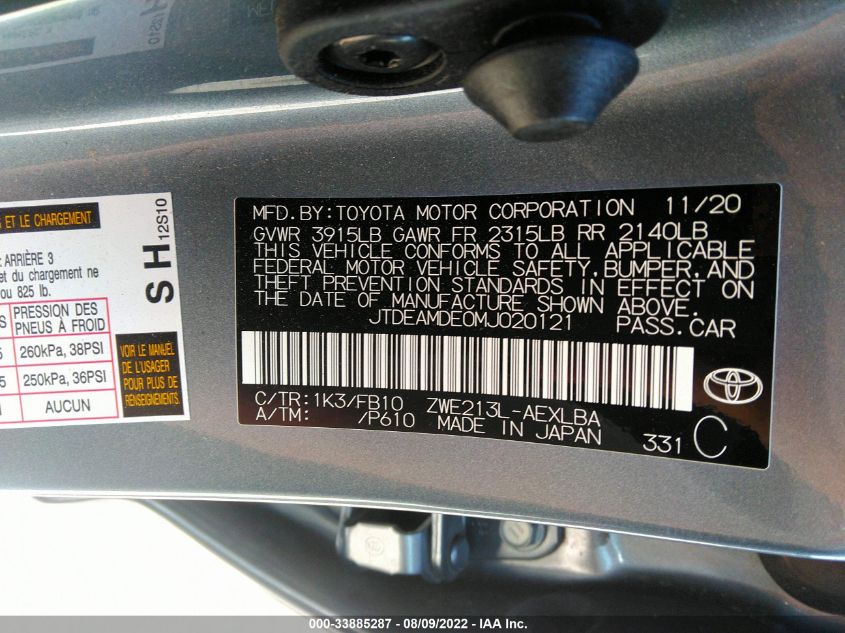 G ET LE CHARGEMENT
: ARRIÈRE 3
et du chargement ne
ou 825 lb.
PRESSION DES
PNEUS À FROID
260kPa, 38PSI
250kPa, 36PSI
AUCUN
VOIR LE MANUEL
DE L'USAGER
POUR PLUS DE
RENSEIGNEMENTS
SH 12S10
MFD. BY: TOYOTA MOTOR CORPORATION 11/20
GVWR 3915LB GAWR FR 2315LB RR 2140LB
THIS VEHICLE CONFORMS TO ALL APPLICABLE
FEDERAL MOTOR VEHICLE SAFETY, BUMPER, AND
THEFT PREVENTION STANDARDS IN EFFECT ON
THE DATE OF MANUFACTURE SHOWN ABOVE.
JTDEAMDE0MJ020121 PASS. CAR
C/TR: 1K3/FB10 ZWE213L-AEXLBA
A/TM: /P610 MADE IN JAPAN
331 C
000-33885287 - 08/09/2022 - IAA, Inc.